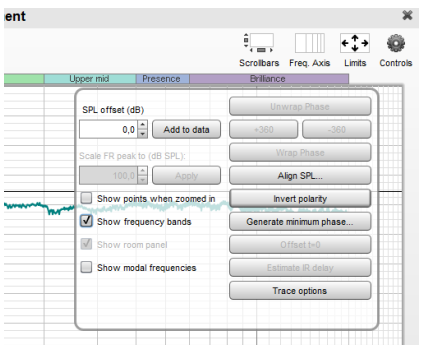 ent
Scrollbars Freq. Axis Limits Controls
Upper mid Presence Brilliance
SPL offset (dB)
0,0 Add to data
Scale FR peak to (dB SPL):
100,0 Apply
Show points when zoomed in
Show frequency bands
Show room panel
Show modal frequencies
Unwrap Phase
+360 -360
Wrap Phase
Align SPL...
Invert polarity
Generate minimum phase...
Offset t=0
Estimate IR delay
Trace options